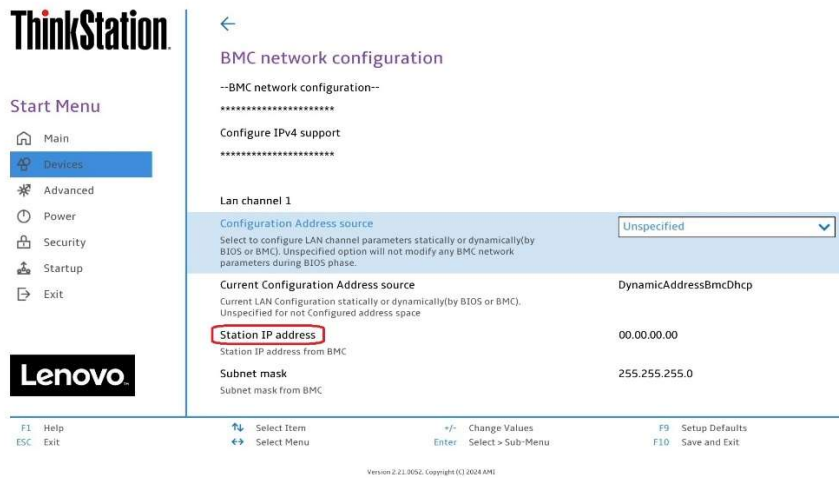 ThinkStation
Start Menu
Main
Devices
Advanced
Power
Security
Startup
Exit
Lenovo
BMC network configuration
--BMC network configuration--
**********************
Configure IPv4 support
**********************
Lan channel 1
Configuration Address source
Unspecified
Select to configure LAN channel parameters statically or dynamically(by
BIOS or BMC). Unspecified option will not modify any BMC network
parameters during BIOS phase.
Current Configuration Address source
DynamicAddressBmcDhcp
Current LAN Configuration statically or dynamically(by BIOS or BMC).
Unspecified for not Configured address space
Station IP address
00.00.00.00
Station IP address from BMC
Subnet mask
255.255.255.0
Subnet mask from BMC
F1 Help
ESC Exit
Select Item
Select Menu
+/- Change Values
Enter Select > Sub-Menu
F9 Setup Defaults
F10 Save and Exit
Version 2.21.0052. Copyright (C) 2024 AMI